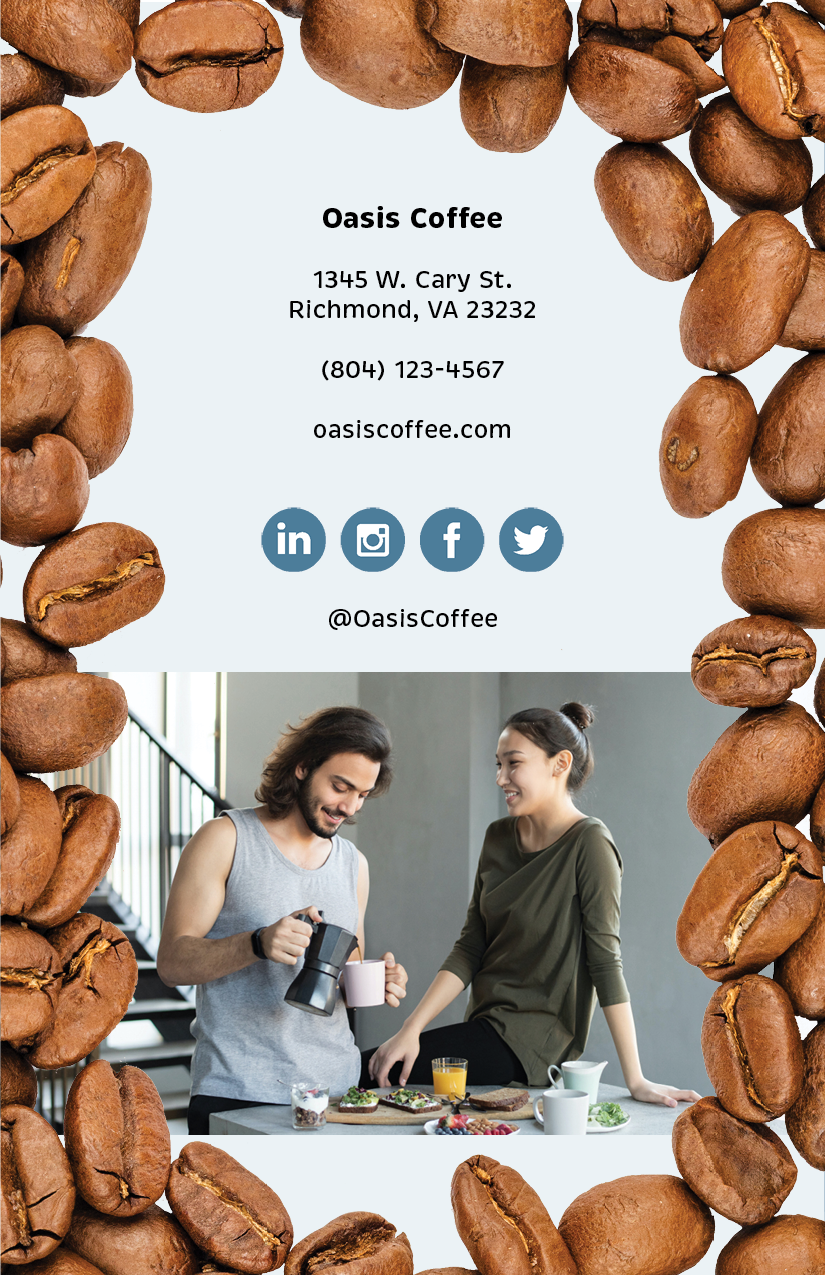 Oasis Coffee
1345 W. Cary St.
Richmond, VA 23232
(804) 123-4567
oasiscoffee.com
in f
@OasisCoffee